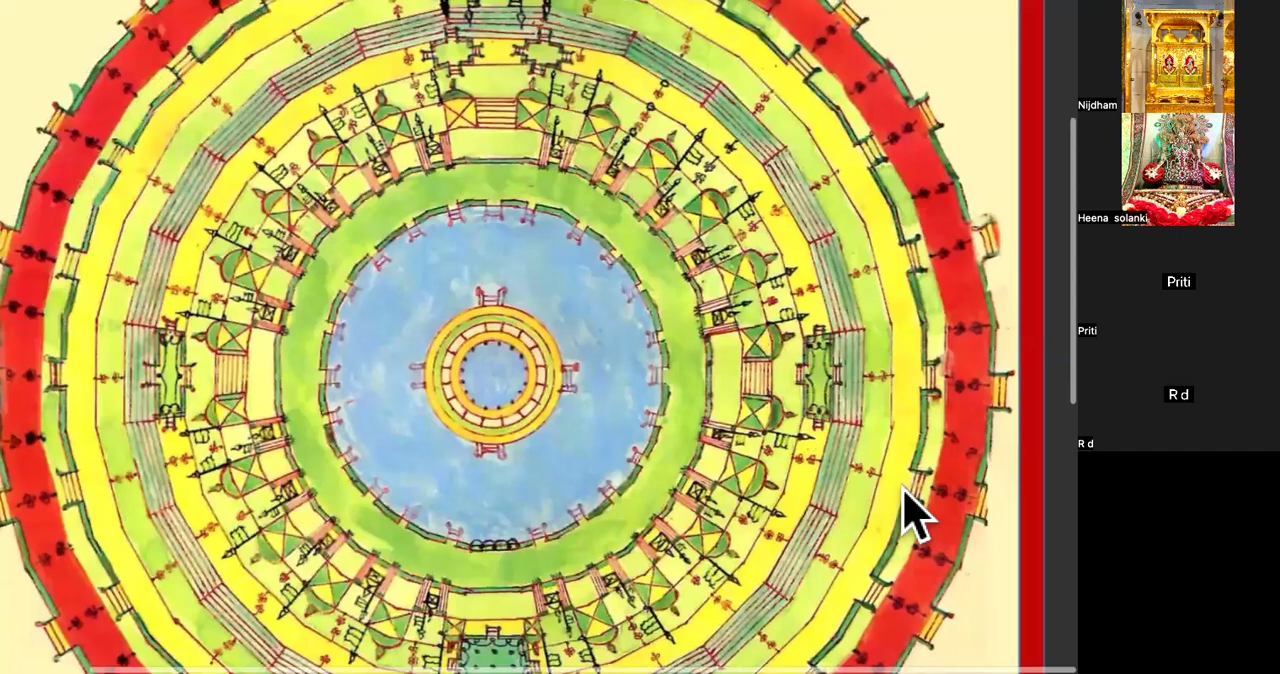 Nijdham
Heena solanki
Priti
Priti
R d
R d